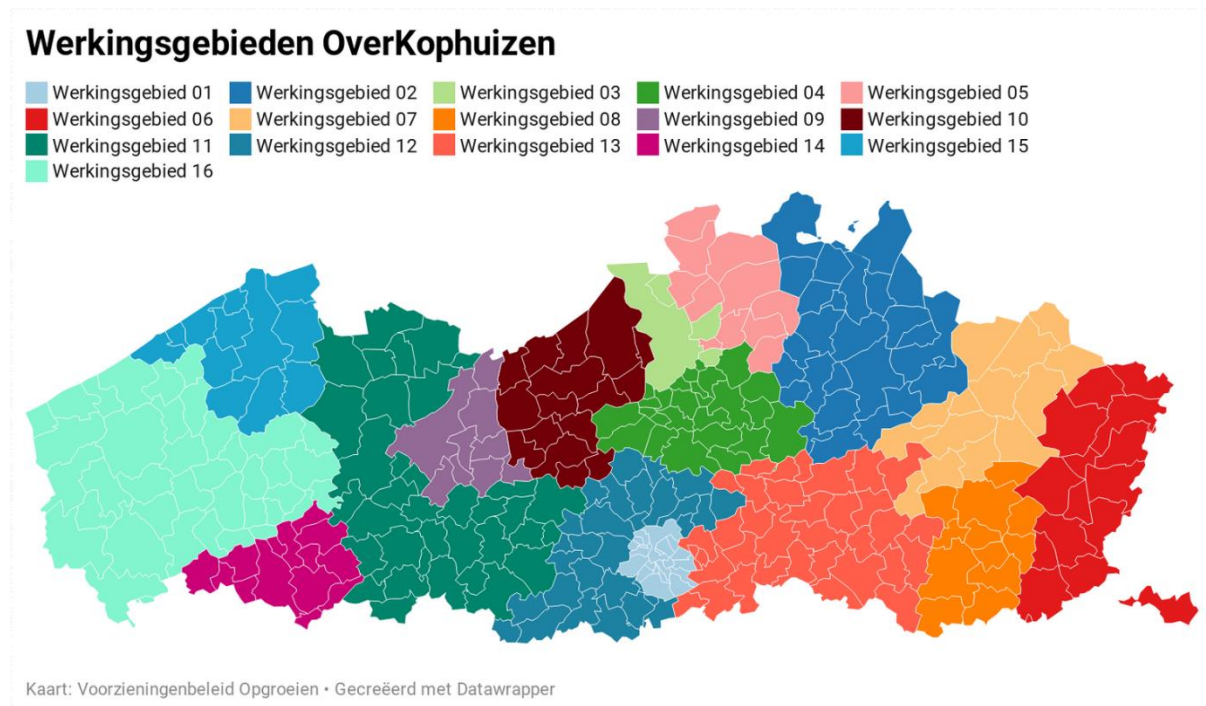 Werkingsgebieden OverKophuizen
Werkingsgebied 01 Werkingsgebied 02 Werkingsgebied 03 Werkingsgebied 04 Werkingsgebied 05
Werkingsgebied 06 Werkingsgebied 07 Werkingsgebied 08 Werkingsgebied 09 Werkingsgebied 10
Werkingsgebied 11 Werkingsgebied 12 Werkingsgebied 13 Werkingsgebied 14 Werkingsgebied 15
Werkingsgebied 16
Kaart: Voorzieningenbeleid Opgroeien • Gecreëerd met Datawrapper